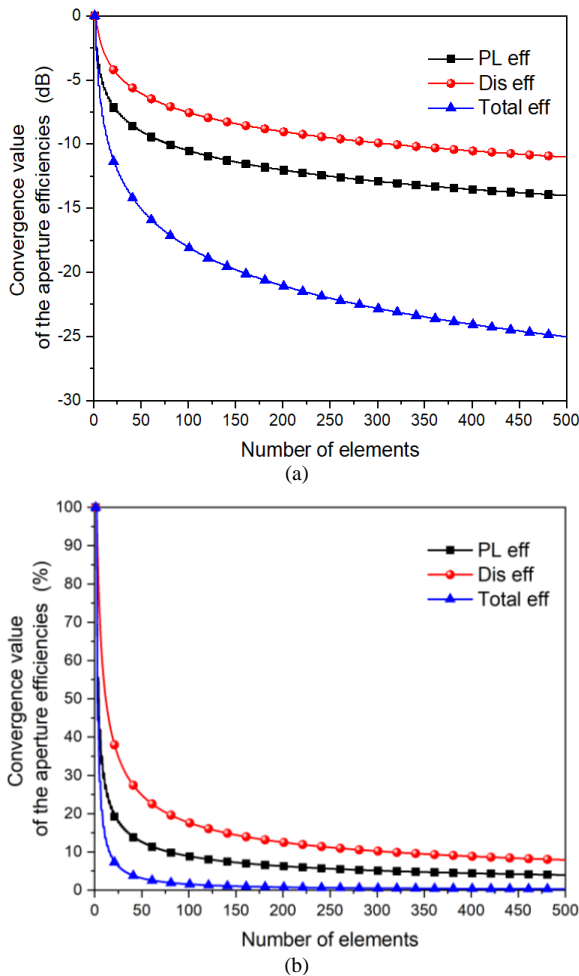 0
-5
-10
-15
-20
-25
-30
Convergence value
of the aperture efficiencies (dB)
PL eff
Dis eff
Total eff
0 50 100 150 200 250 300 350 400 450 500
Number of elements
(a)
100
90
80
70
60
50
40
30
20
10
0
Convergence value
of the aperture efficiencies (%)
PL eff
Dis eff
Total eff
0 50 100 150 200 250 300 350 400 450 500
Number of elements
(b)